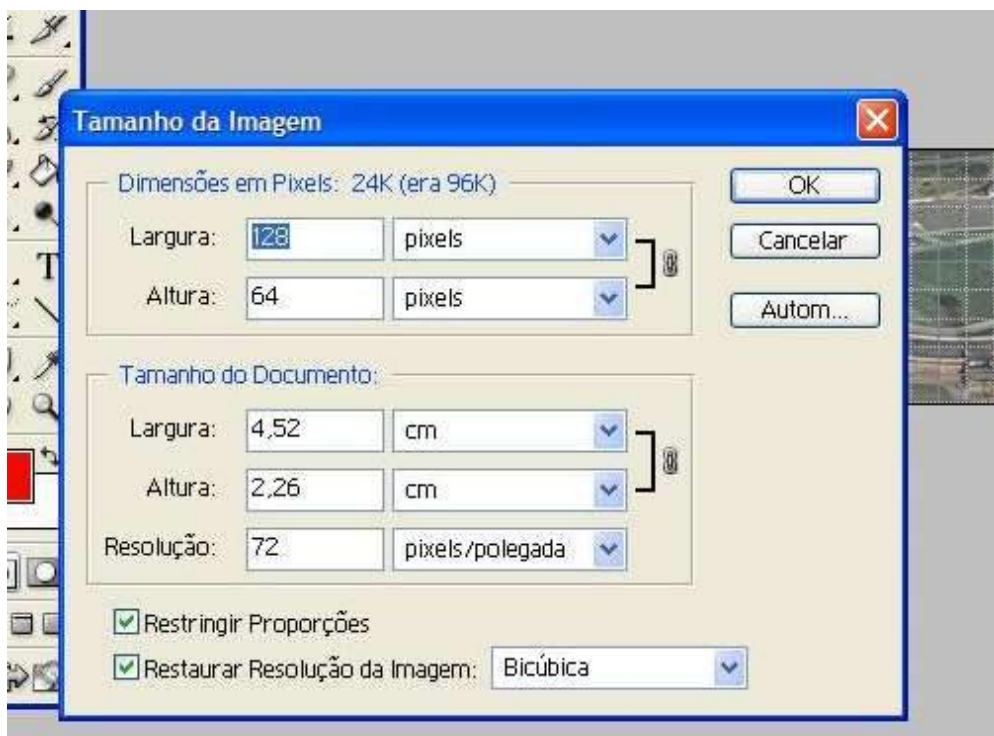 Tamanho da Imagem
Dimensões em Pixels: 24K (era 96K)
Largura: 128 pixels
Altura: 64 pixels
OK
Cancelar
Autom...
Tamanho do Documento:
Largura: 4,52 cm
Altura: 2,26 cm
Resolução: 72 pixels/polegada
Restringir Proporções
Restaurar Resolução da Imagem: Bicúbica
T